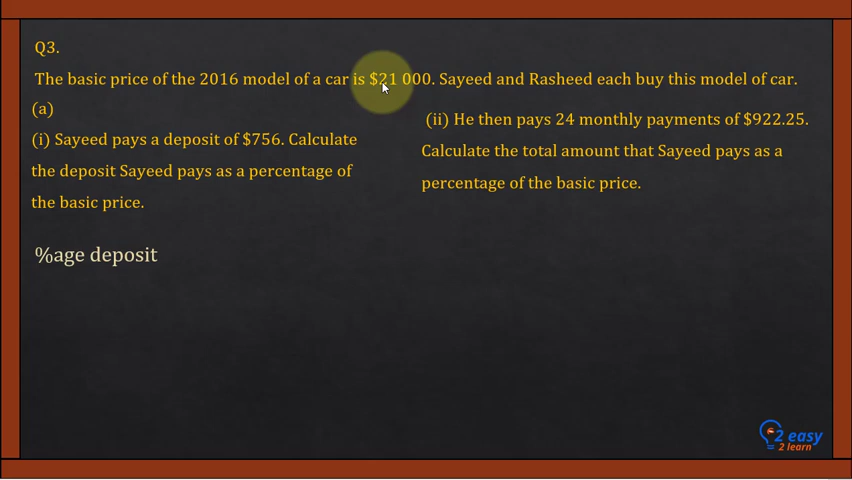 Q3.
The basic price of the 2016 model of a car is $21 000. Sayeed and Rasheed each buy this model of car.
(a)
(i) Sayeed pays a deposit of $756. Calculate
the deposit Sayeed pays as a percentage of
the basic price.
(ii) He then pays 24 monthly payments of $922.25.
Calculate the total amount that Sayeed pays as a
percentage of the basic price.
%age deposit
2 easy
2 learn